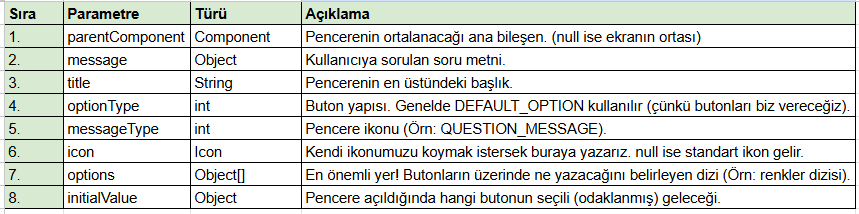 Sıra Parametre Türü Açıklama
1. parentComponent Component Pencerenin ortalanacağı ana bileşen. (null ise ekranın ortası)
2. message Object Kullanıcıya sorulan soru metni.
3. title String Pencerenin en üstündeki başlık.
4. optionType int Buton yapısı. Genelde DEFAULT_OPTION kullanılır (çünkü butonları biz vereceğiz).
5. messageType int Pencere ikonu (Örn: QUESTION_MESSAGE).
6. icon Icon Kendi ikonumuzu koymak istersek buraya yazarız. null ise standart ikon gelir.
7. options Object[] En önemli yer! Butonların üzerinde ne yazacağını belirleyen dizi (Örn: renkler dizisi).
8. initialValue Object Pencere açıldığında hangi butonun seçili (odaklanmış) geleceği.